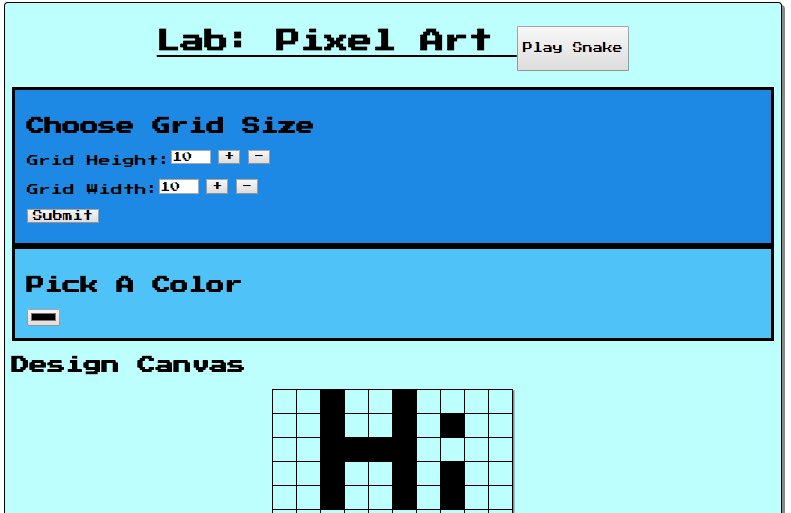 Lab: Pixel Art Play Snake
Choose Grid Size
Grid Height: 10 + -
Grid Width: 10 + -
Submit
Pick A Color
Design Canvas
Hi